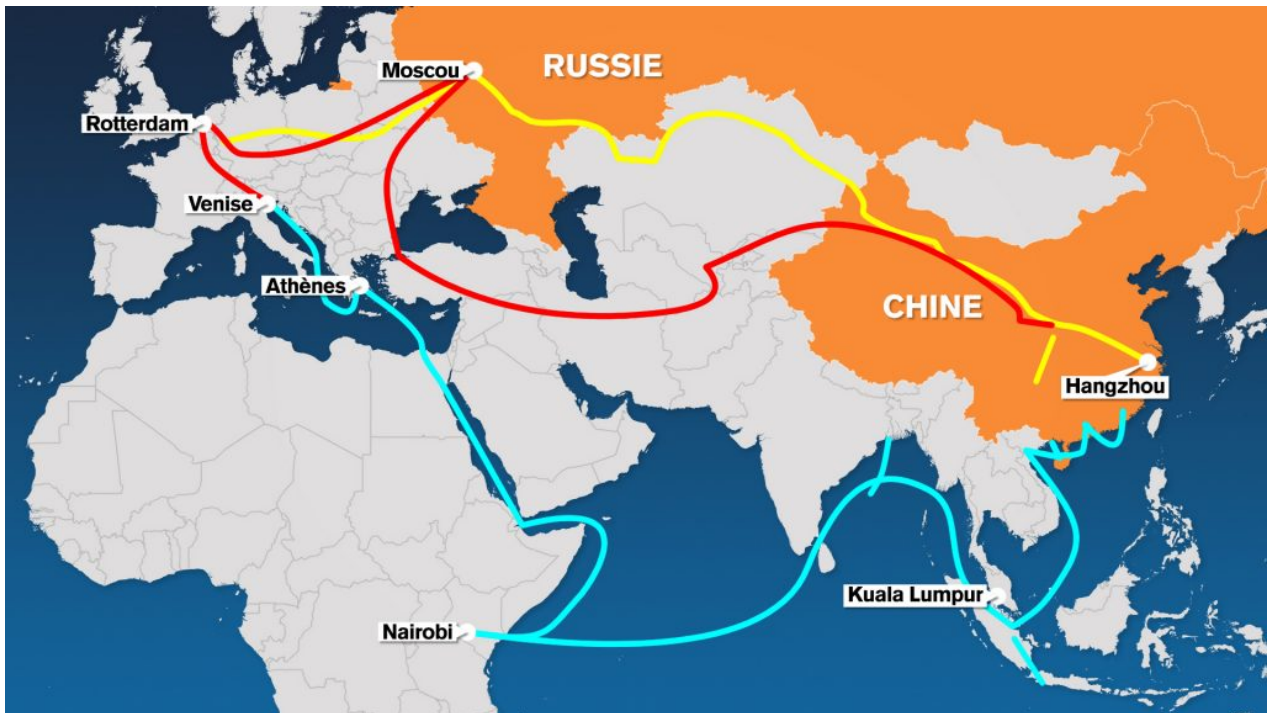 Moscou
RUSSIE
Rotterdam
Venise
Athènes
CHINE
Hangzhou
Kuala Lumpur
Nairobi